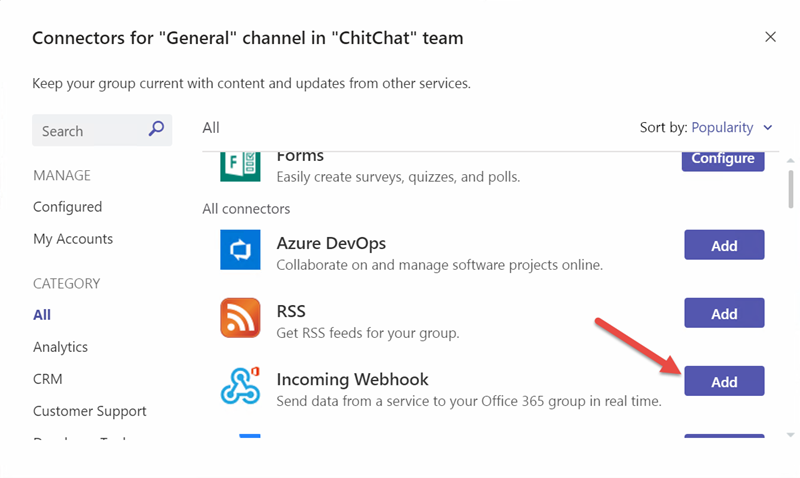 Connectors for "General" channel in "ChitChat" team
Keep your group current with content and updates from other services.
Search
All
Sort by: Popularity
MANAGE
Configured
My Accounts
CATEGORY
All
Analytics
CRM
Customer Support
Forms
Configure
Easily create surveys, quizzes, and polls.
All connectors
Azure DevOps
Add
Collaborate on and manage software projects online.
RSS
Add
Get RSS feeds for your group.
Incoming Webhook
Add
Send data from a service to your Office 365 group in real time.